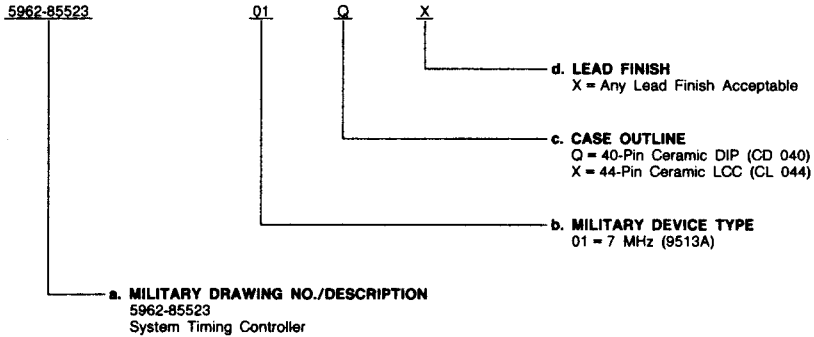 5962-85523 01 Q X
d. LEAD FINISH
X = Any Lead Finish Acceptable
c. CASE OUTLINE
Q = 40-Pin Ceramic DIP (CD 040)
X = 44-Pin Ceramic LCC (CL 044)
b. MILITARY DEVICE TYPE
01 = 7 MHz (9513A)
a. MILITARY DRAWING NO./DESCRIPTION
5962-85523
System Timing Controller